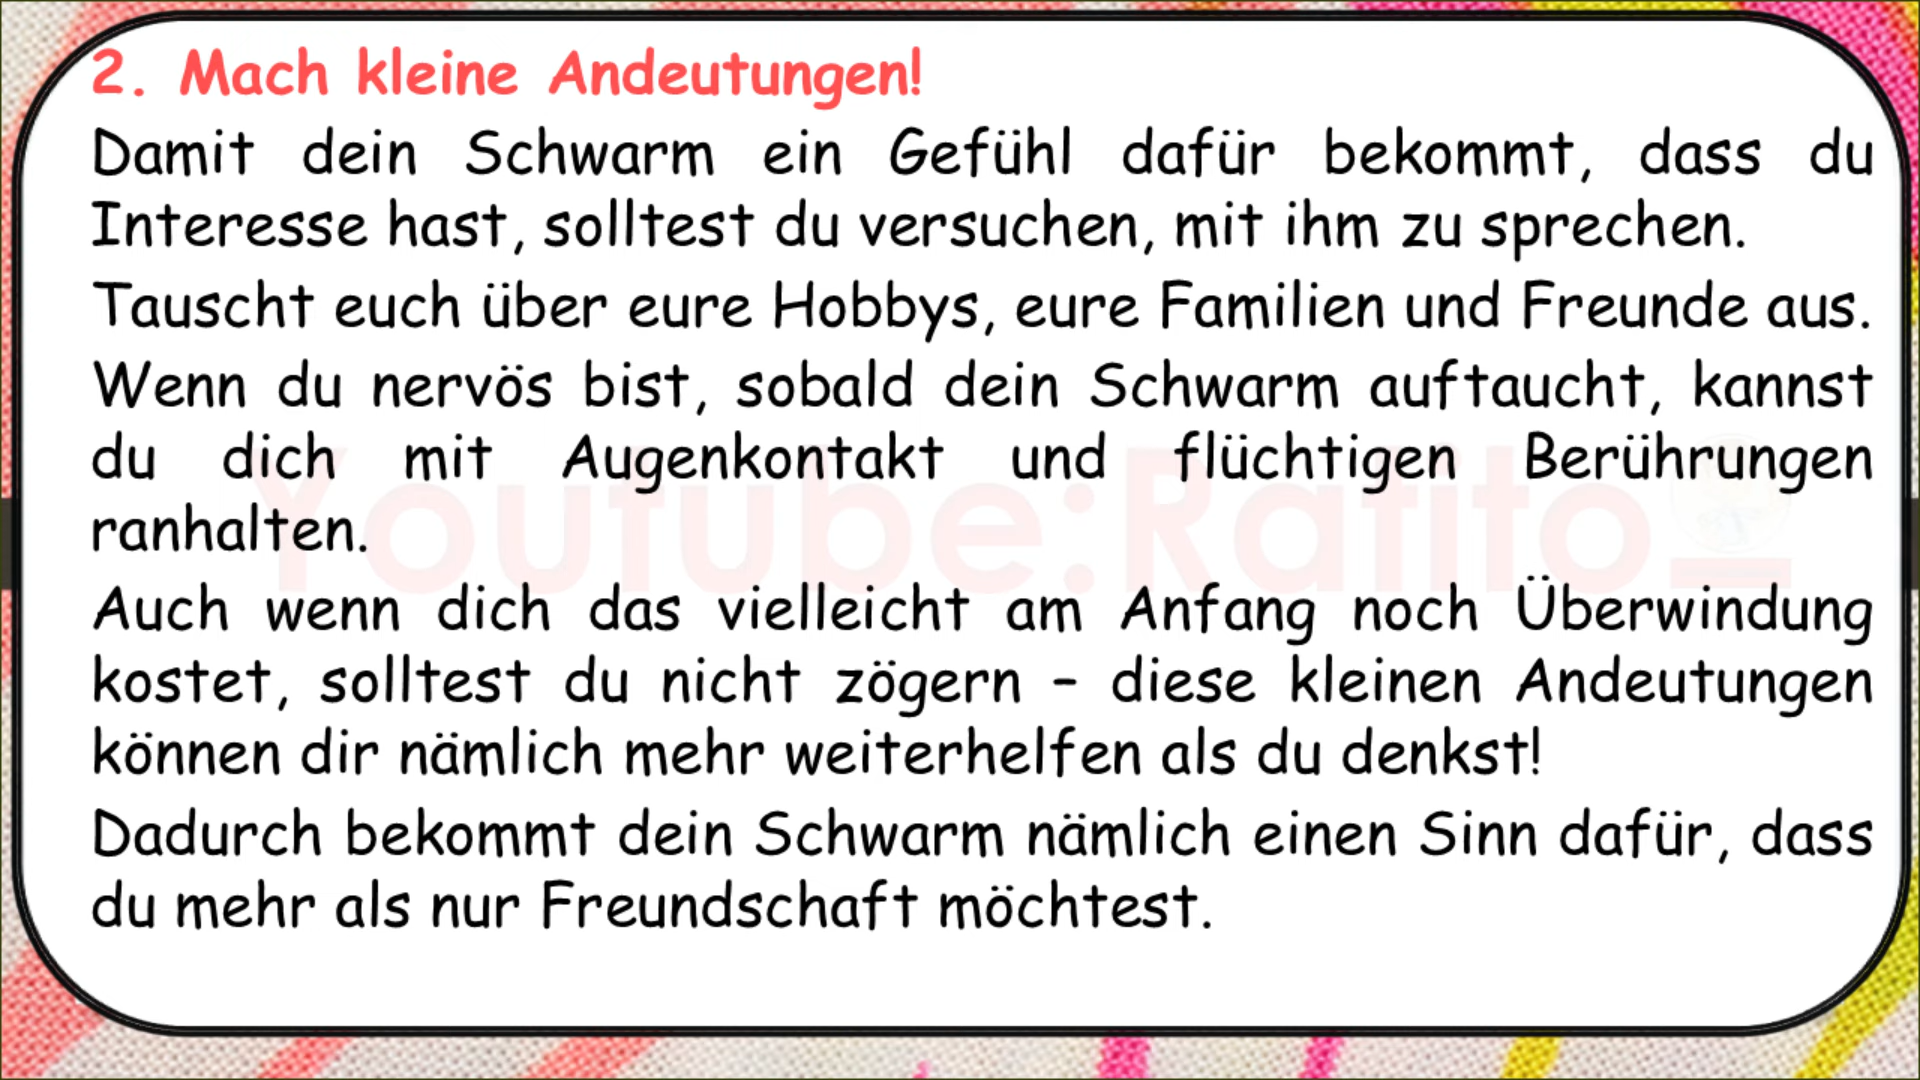 2. Mach kleine Andeutungen!
Damit dein Schwarm ein Gefühl dafür bekommt, dass du
Interesse hast, solltest du versuchen, mit ihm zu sprechen.
Tauscht euch über eure Hobbys, eure Familien und Freunde aus.
Wenn du nervös bist, sobald dein Schwarm auftaucht, kannst
du dich mit Augenkontakt und flüchtigen Berührungen
ranhalten.
Auch wenn dich das vielleicht am Anfang noch Überwindung
kostet, solltest du nicht zögern – diese kleinen Andeutungen
können dir nämlich mehr weiterhelfen als du denkst!
Dadurch bekommt dein Schwarm nämlich einen Sinn dafür, dass
du mehr als nur Freundschaft möchtest.